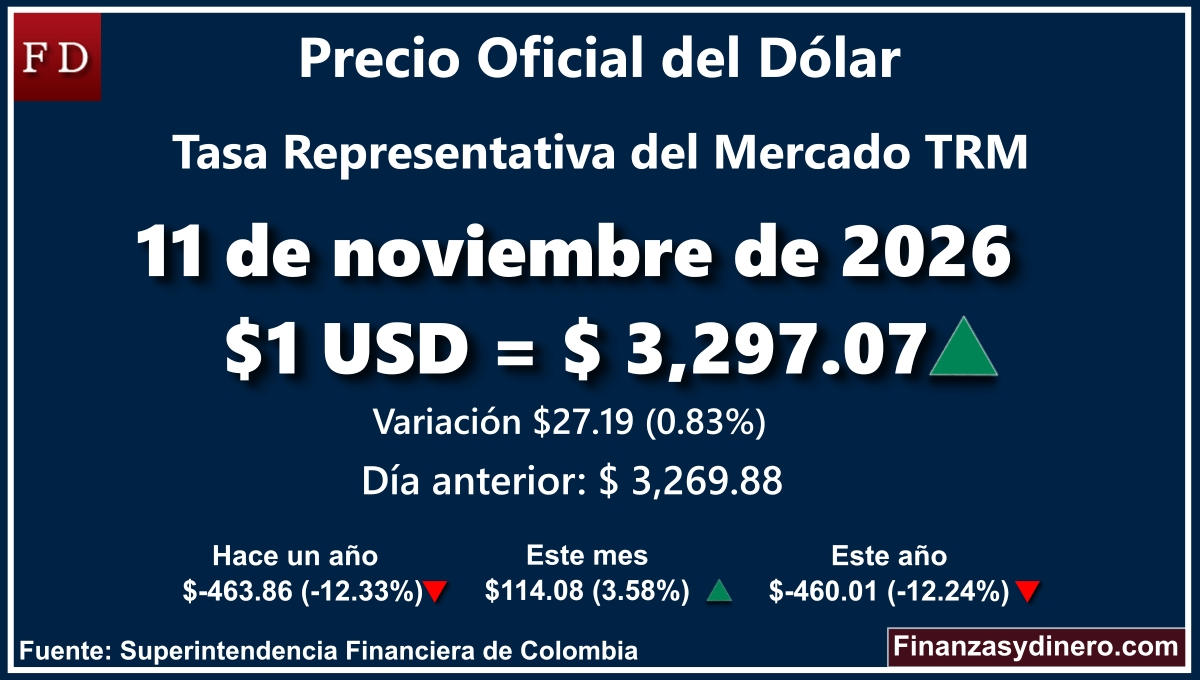 F D
Precio Oficial del Dólar
Tasa Representativa del Mercado TRM
11 de noviembre de 2026
$1 USD = $ 3,297.07
Variación $27.19 (0.83%)
Día anterior: $ 3,269.88
Hace un año Este mes Este año
$-463.86 (-12.33%) $114.08 (3.58%) $-460.01 (-12.24%)
Fuente: Superintendencia Financiera de Colombia
Finanzasydinero.com